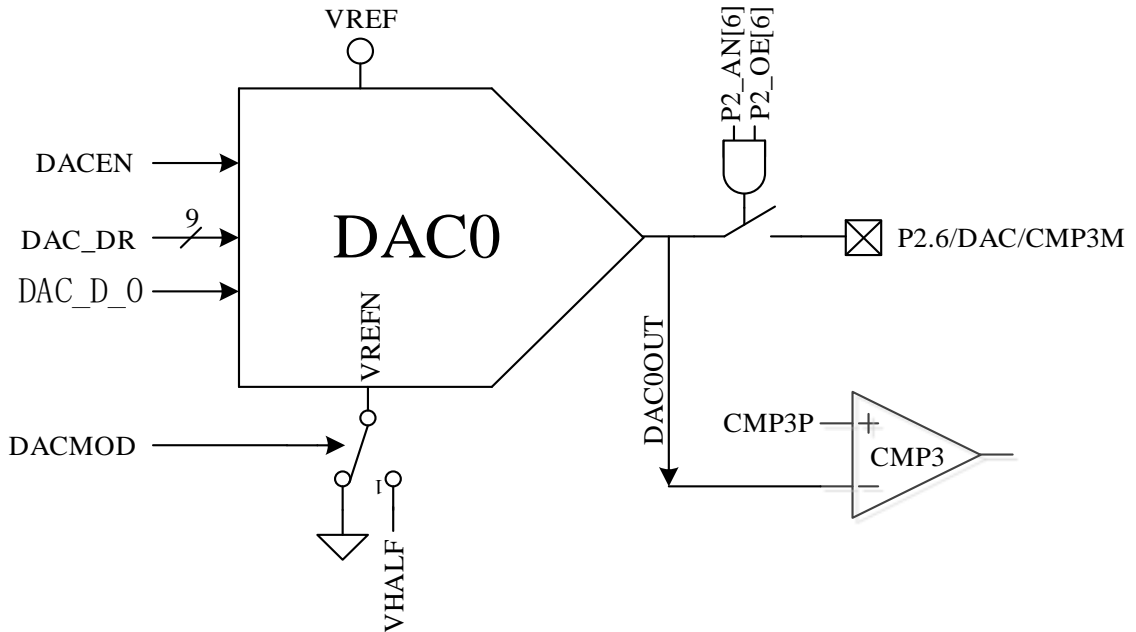 VREF
P2_AN[6]
P2_OE[6]
DACEN
9
DAC_DR
DAC0
P2.6/DAC/CMP3M
DAC_D_O
VREFN
DAC0OUT
DACMOD
CMP3P
+
CMP3
−
1
VHALF